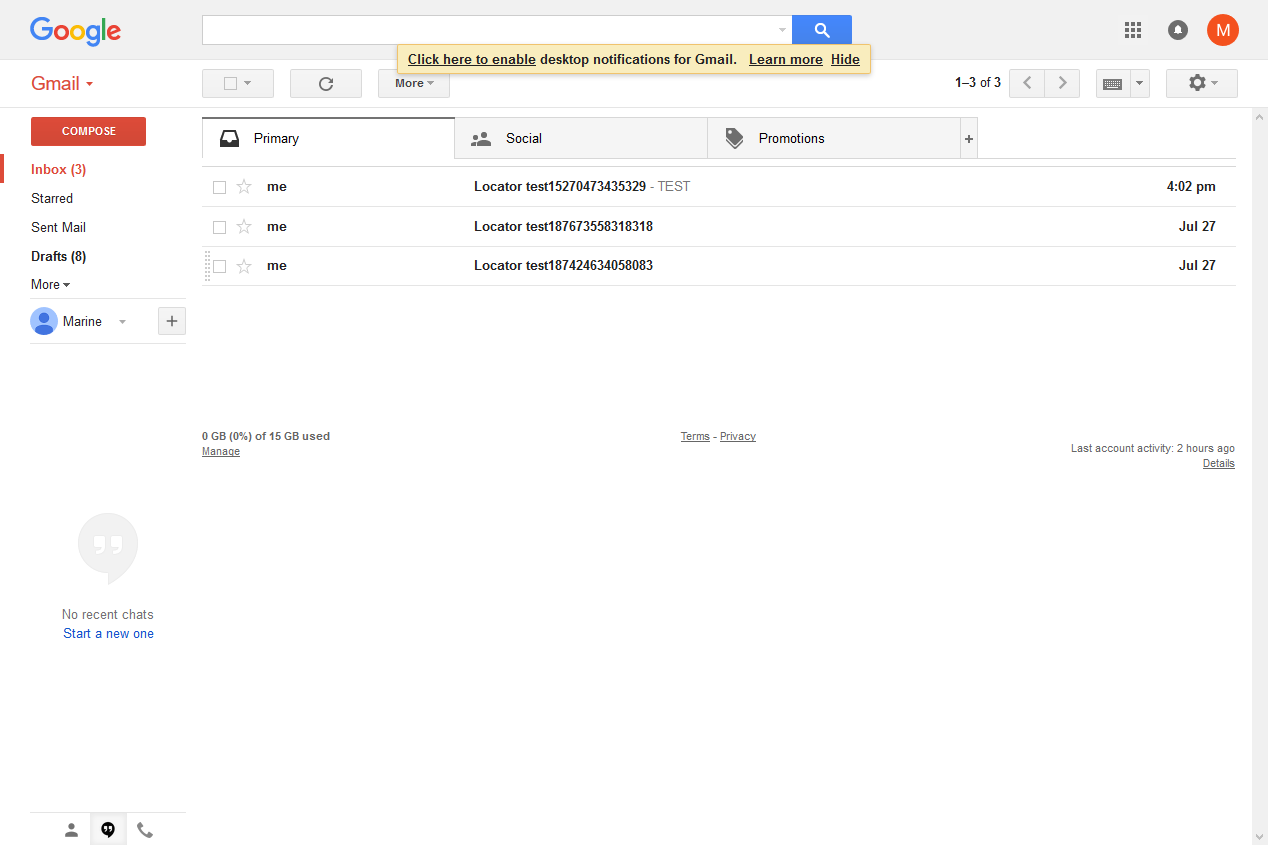 Google
M
Click here to enable desktop notifications for Gmail. Learn more Hide
Gmail
More
1–3 of 3
COMPOSE
Primary
Social
Promotions
+
Inbox (3)
Starred
Sent Mail
Drafts (8)
More
Marine
+
me Locator test15270473435329 - TEST 4:02 pm
me Locator test187673558318318 Jul 27
me Locator test187424634058083 Jul 27
0 GB (0%) of 15 GB used
Manage
Terms - Privacy
Last account activity: 2 hours ago
Details
No recent chats
Start a new one